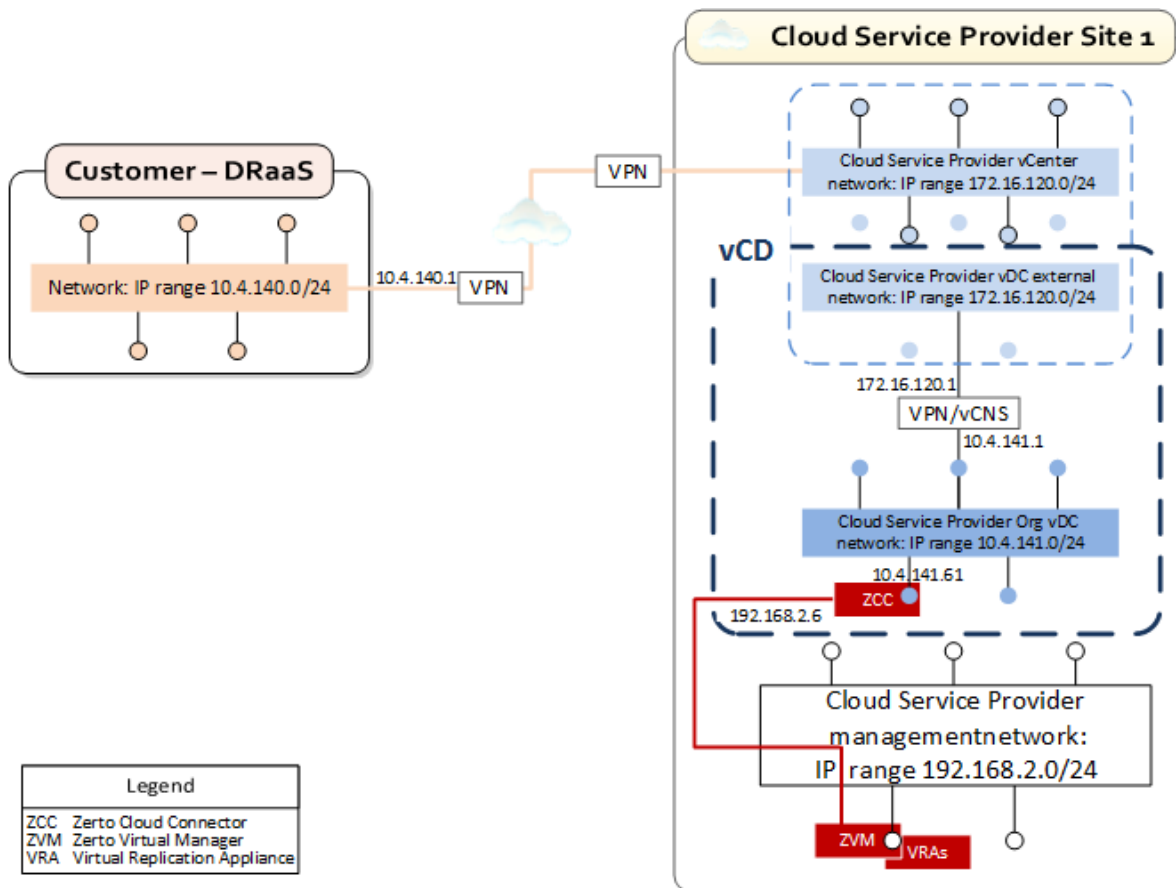 Cloud Service Provider Site 1
Customer – DRaaS
Network: IP range 10.4.140.0/24
10.4.140.1
VPN
VPN
Cloud Service Provider vCenter
network: IP range 172.16.120.0/24
vCD
Cloud Service Provider vDC external
network: IP range 172.16.120.0/24
172.16.120.1
VPN/vCNS
10.4.141.1
Cloud Service Provider Org vDC
network: IP range 10.4.141.0/24
10.4.141.61
ZCC
192.168.2.6
Cloud Service Provider
managementnetwork:
IP range 192.168.2.0/24
ZVM
VRAs
Legend
ZCC Zerto Cloud Connector
ZVM Zerto Virtual Manager
VRA Virtual Replication Appliance